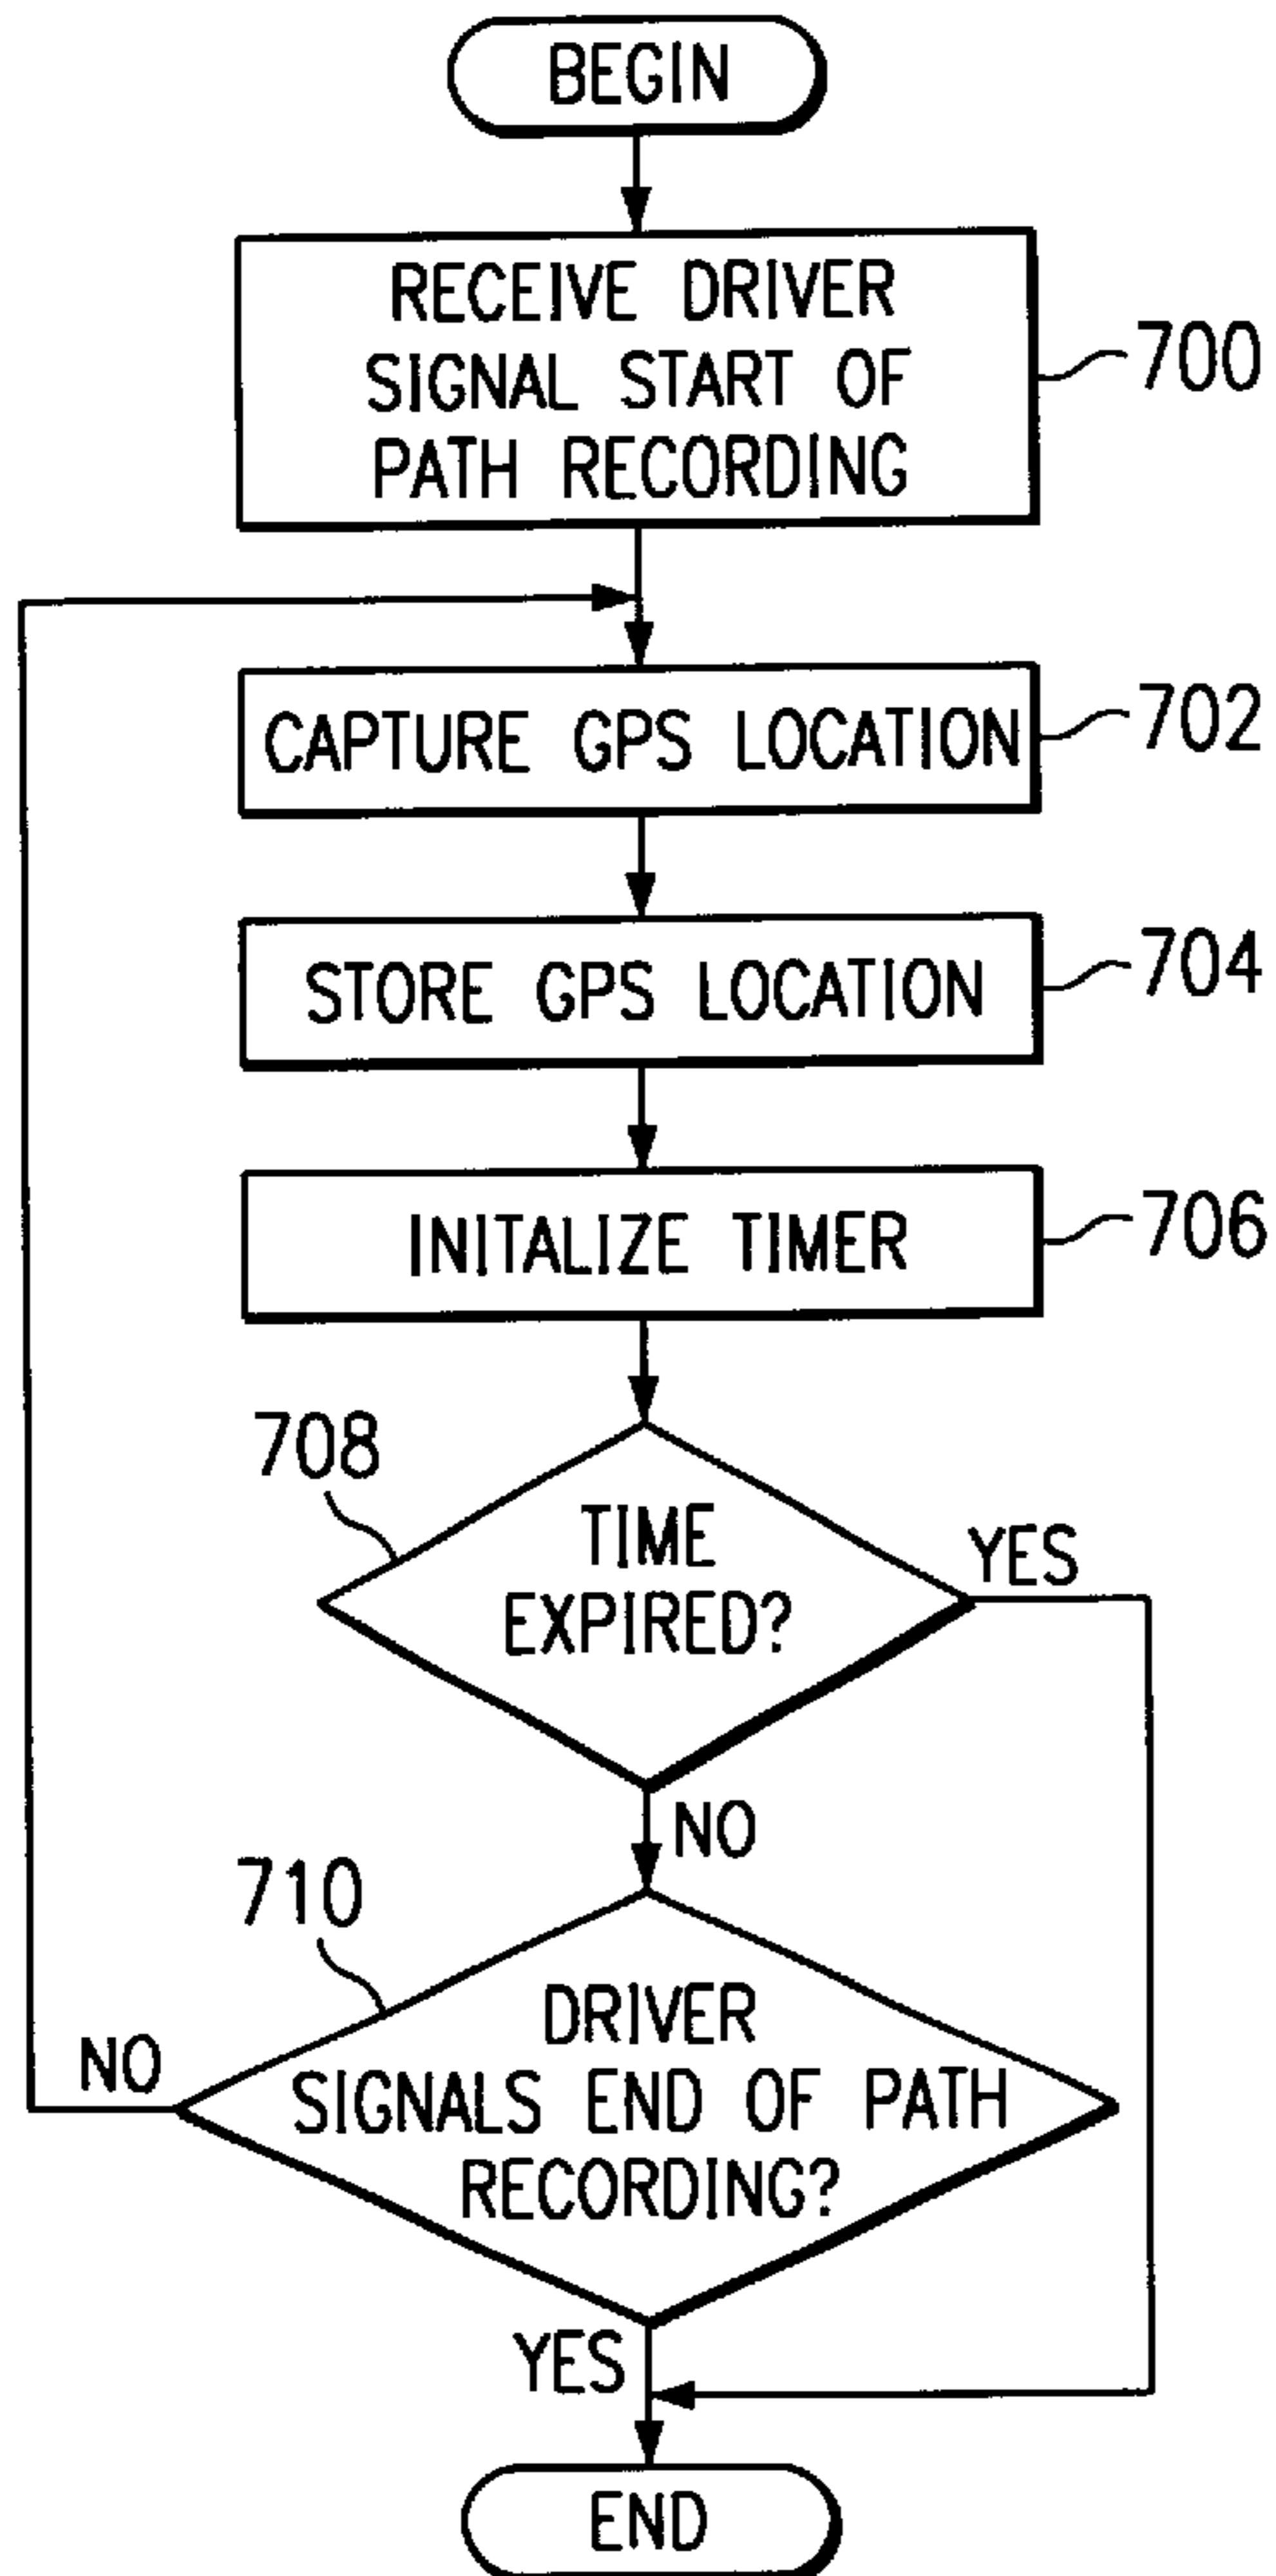 BEGIN
RECEIVE DRIVER
SIGNAL START OF
PATH RECORDING
700
CAPTURE GPS LOCATION
702
STORE GPS LOCATION
704
INITALIZE TIMER
706
708
TIME
EXPIRED?
YES
NO
710
DRIVER
SIGNALS END OF PATH
RECORDING?
NO
YES
END